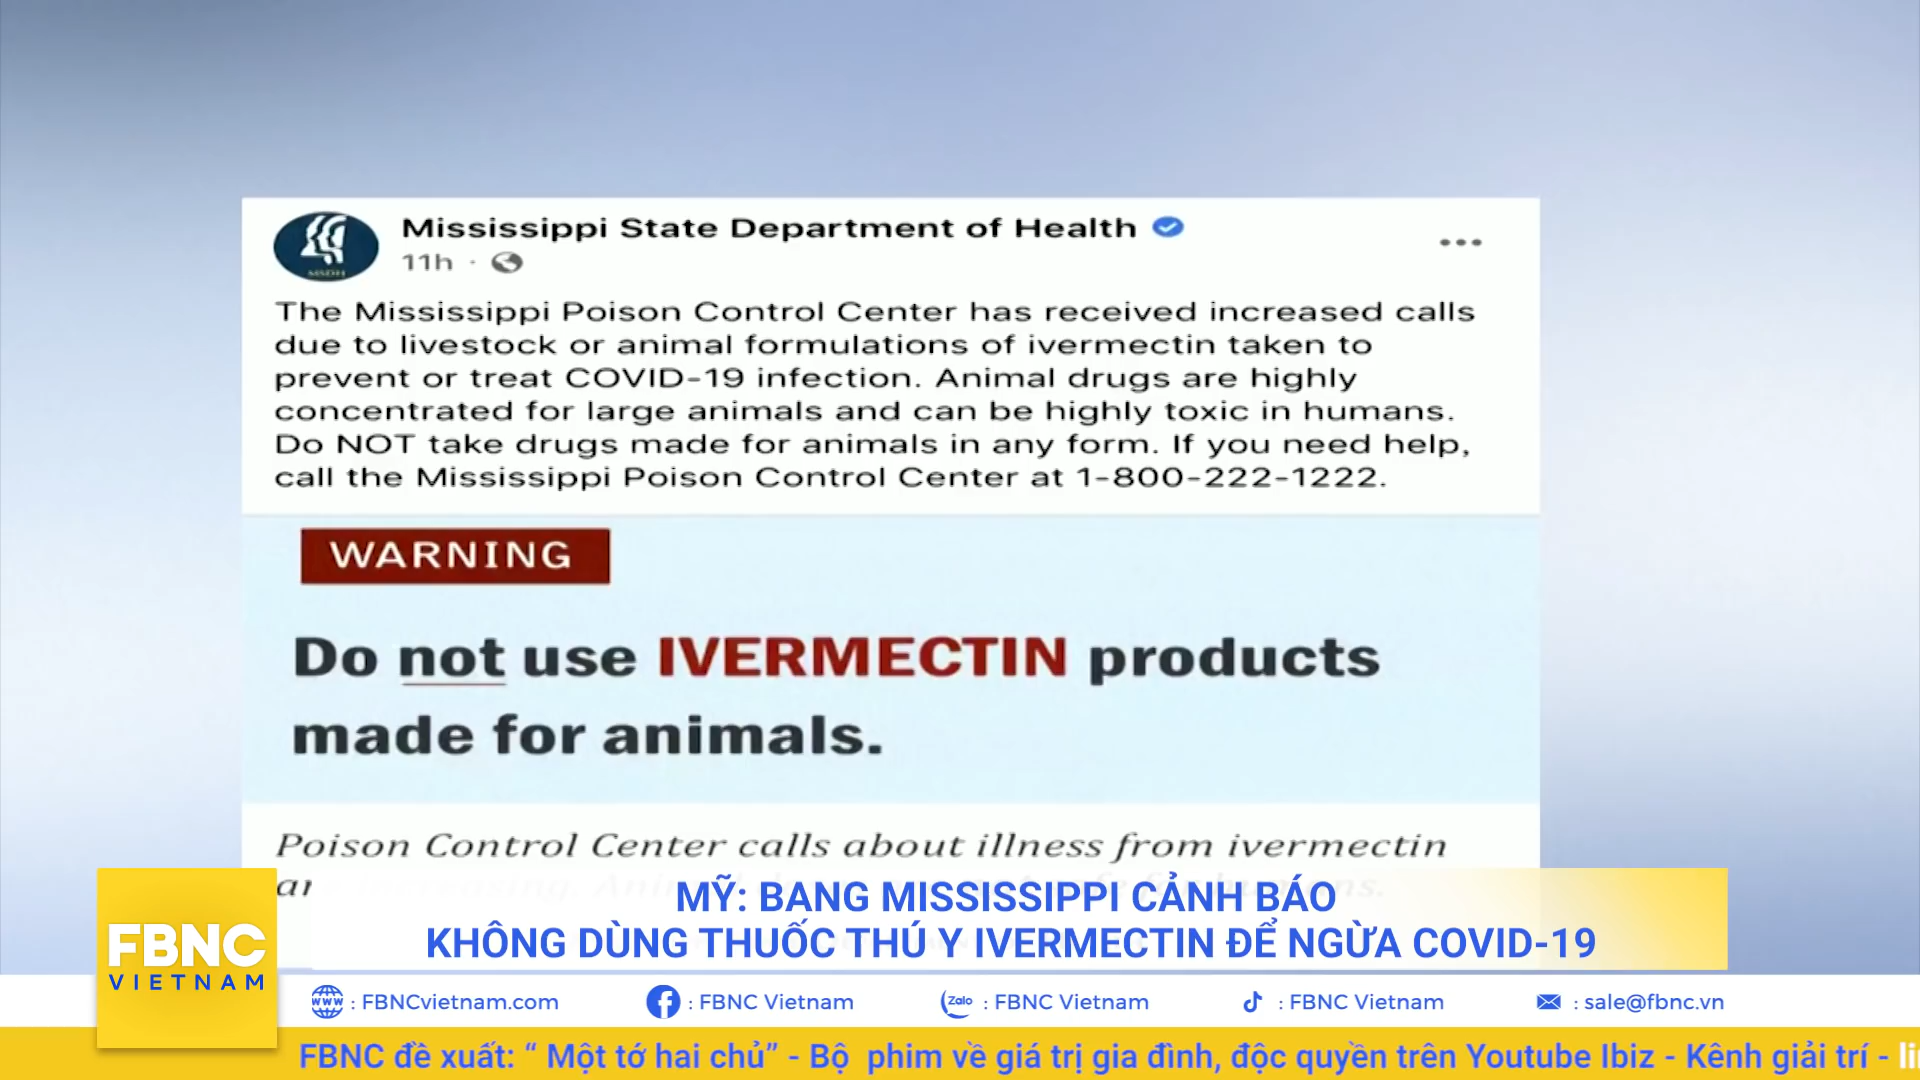 Mississippi State Department of Health
11h ·
MSDH
The Mississippi Poison Control Center has received increased calls
due to livestock or animal formulations of ivermectin taken to
prevent or treat COVID-19 infection. Animal drugs are highly
concentrated for large animals and can be highly toxic in humans.
Do NOT take drugs made for animals in any form. If you need help,
call the Mississippi Poison Control Center at 1-800-222-1222.
WARNING
Do not use IVERMECTIN products
made for animals.
Poison Control Center calls about illness from ivermectin
MỸ: BANG MISSISSIPPI CẢNH BÁO
KHÔNG DÙNG THUỐC THÚ Y IVERMECTIN ĐỂ NGỪA COVID-19
FBNC
VIETNAM
www : FBNCvietnam.com : FBNC Vietnam Zalo : FBNC Vietnam : FBNC Vietnam : sale@fbnc.vn
FBNC đề xuất: “ Một tớ hai chủ” - Bộ phim về giá trị gia đình, độc quyền trên Youtube Ibiz - Kênh giải trí -